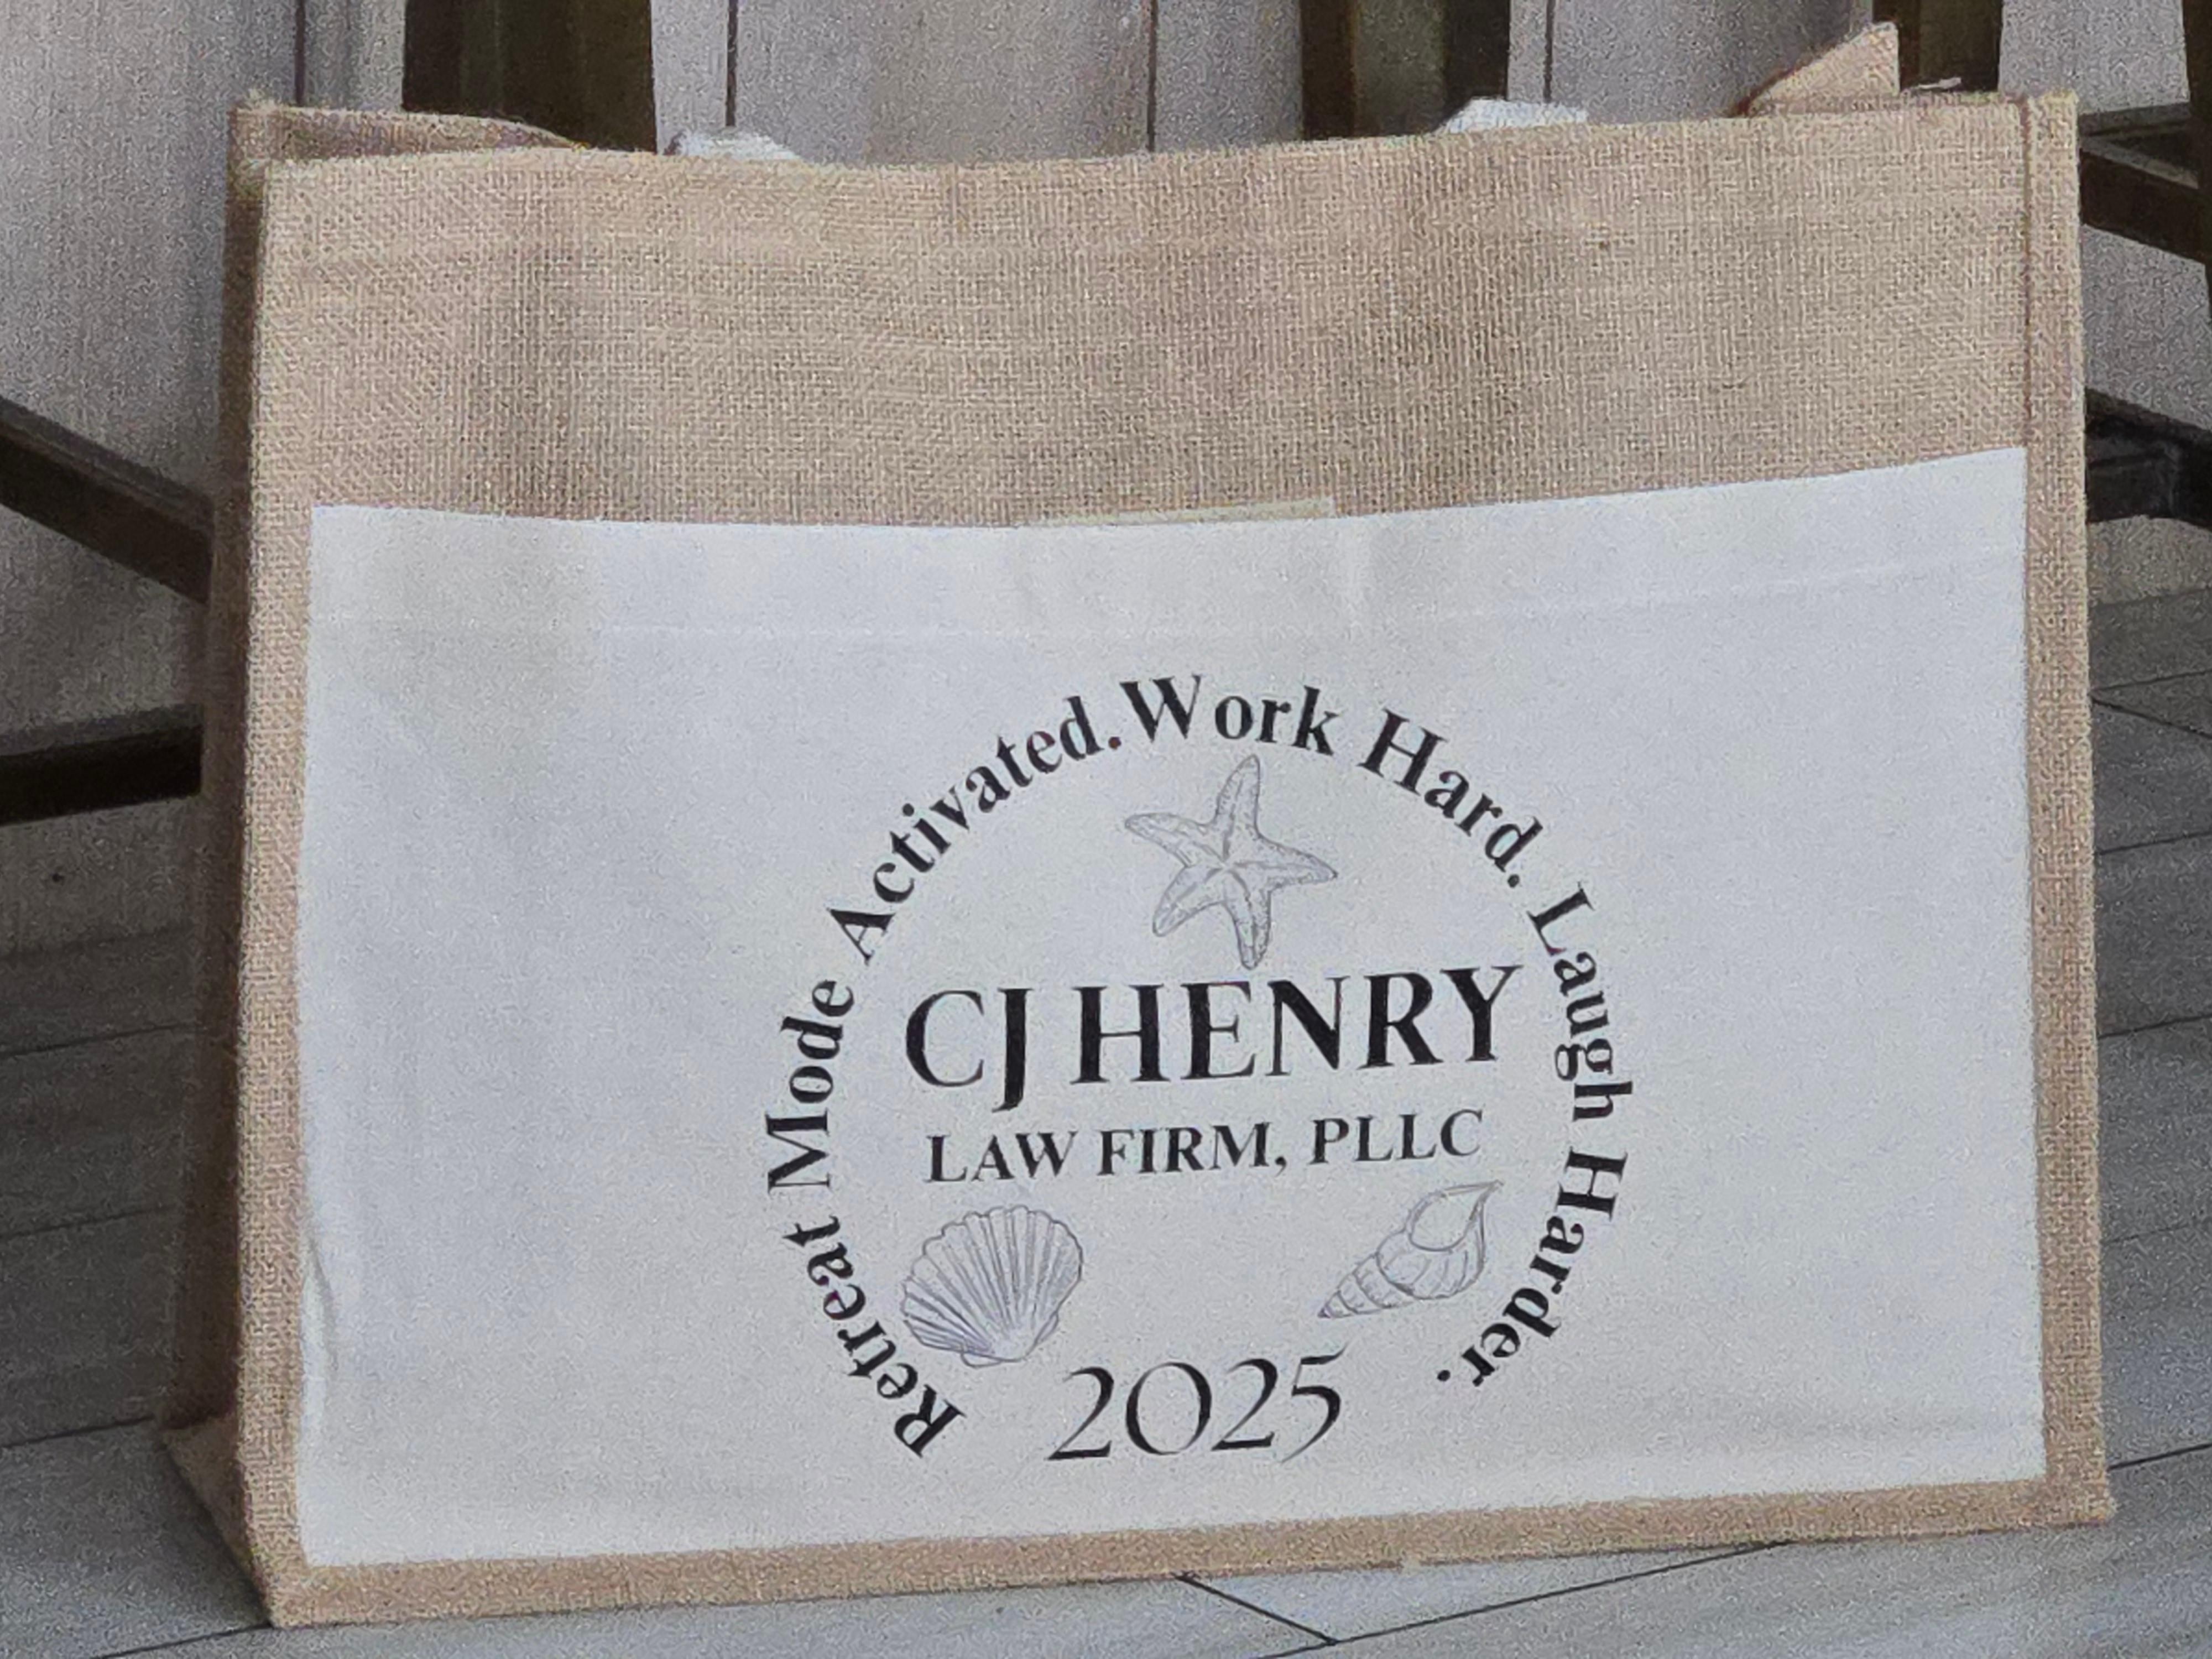 Retreat Mode Activated. Work Hard. Laugh Harder.
CJ HENRY
LAW FIRM, PLLC
2025